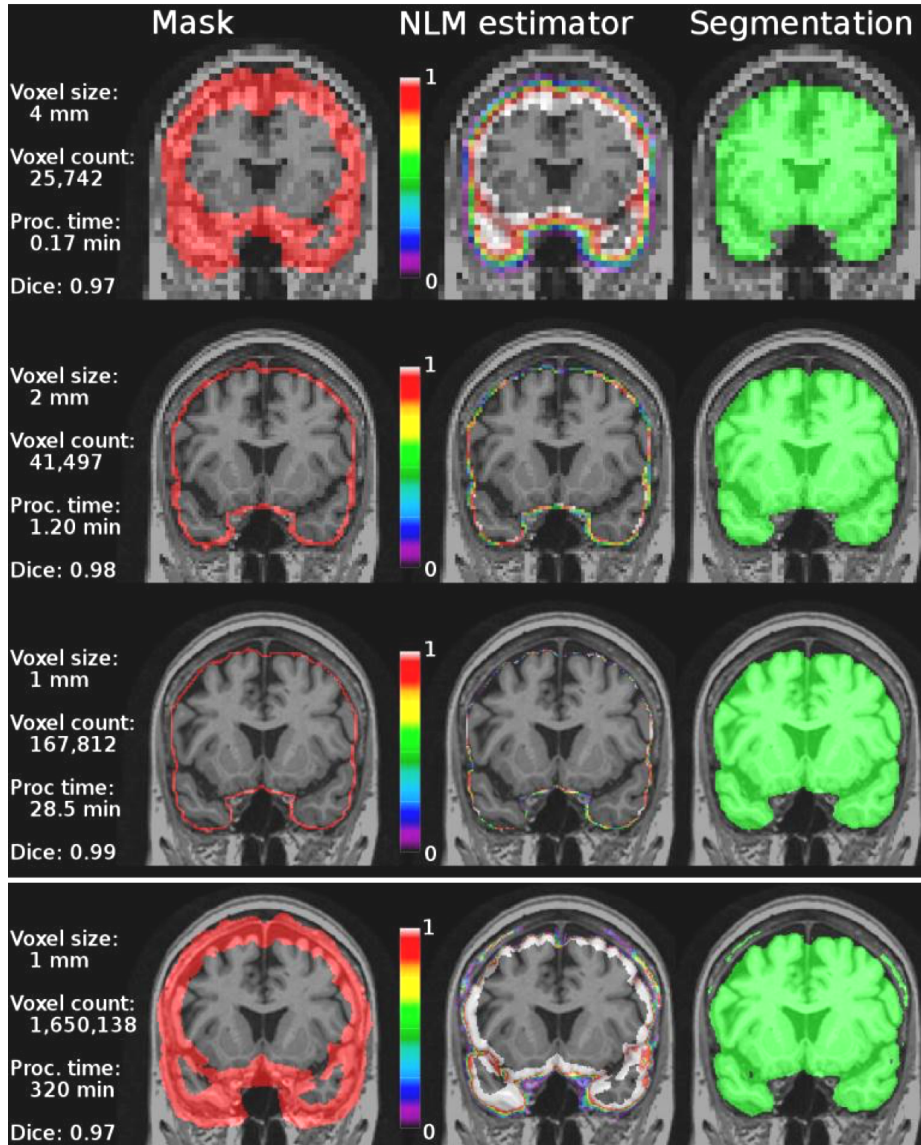 Mask NLM estimator Segmentation
Voxel size:
4 mm
Voxel count:
25,742
Proc. time:
0.17 min
Dice: 0.97
1
0
Voxel size:
2 mm
Voxel count:
41,497
Proc. time:
1.20 min
Dice: 0.98
1
0
Voxel size:
1 mm
Voxel count:
167,812
Proc time:
28.5 min
Dice: 0.99
1
0
Voxel size:
1 mm
Voxel count:
1,650,138
Proc. time:
320 min
Dice: 0.97
1
0